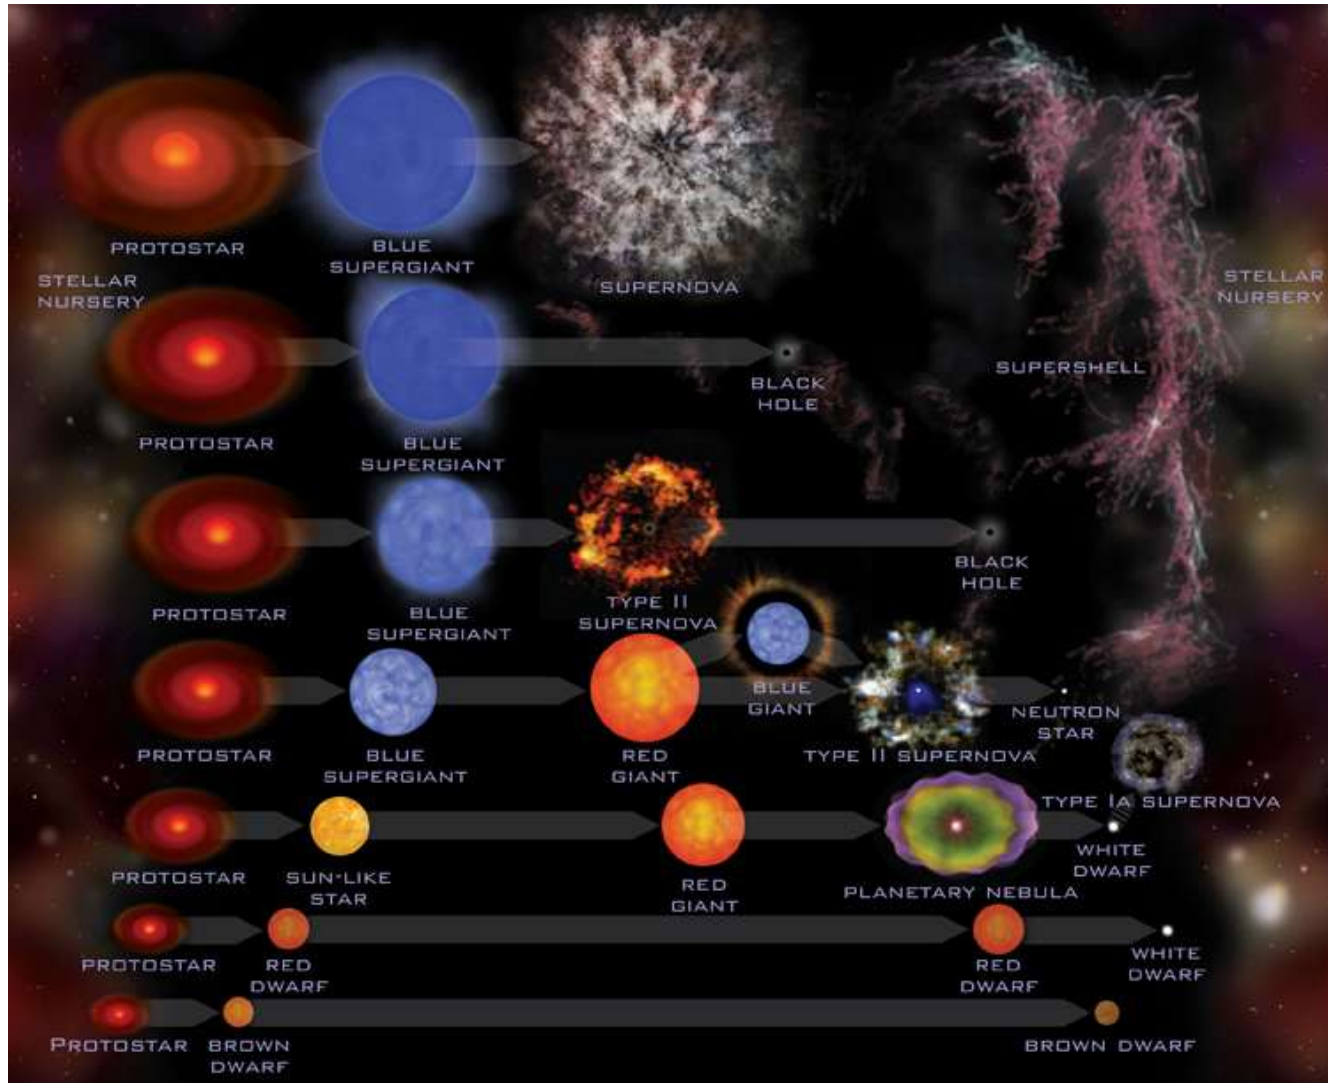 PROTOSTAR
BLUE
SUPERGIANT
SUPERNOVA
STELLAR
NURSERY
STELLAR
NURSERY
PROTOSTAR
BLUE
SUPERGIANT
BLACK
HOLE
SUPERSHELL
PROTOSTAR
BLUE
SUPERGIANT
TYPE II
SUPERNOVA
BLACK
HOLE
PROTOSTAR
BLUE
SUPERGIANT
RED
GIANT
BLUE
GIANT
TYPE II SUPERNOVA
NEUTRON
STAR
TYPE IA SUPERNOVA
PROTOSTAR
SUN-LIKE
STAR
RED
GIANT
PLANETARY NEBULA
WHITE
DWARF
PROTOSTAR
RED
DWARF
RED
DWARF
WHITE
DWARF
PROTOSTAR
BROWN
DWARF
BROWN DWARF